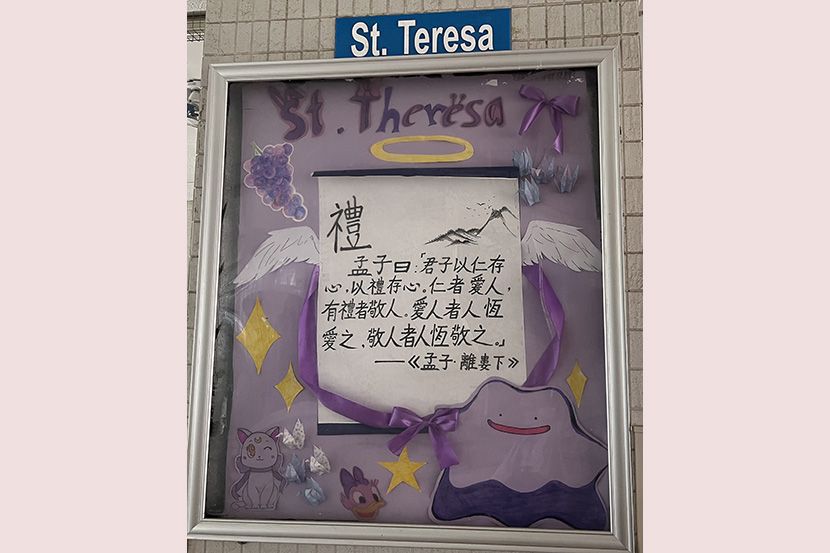 St. Teresa
St. Therësa
禮
孟子曰:「君子以仁存
心,以禮存心。仁者愛人,
有禮者敬人。愛人者人恆
愛之,敬人者人恆敬之。」
——《孟子·離婁下》